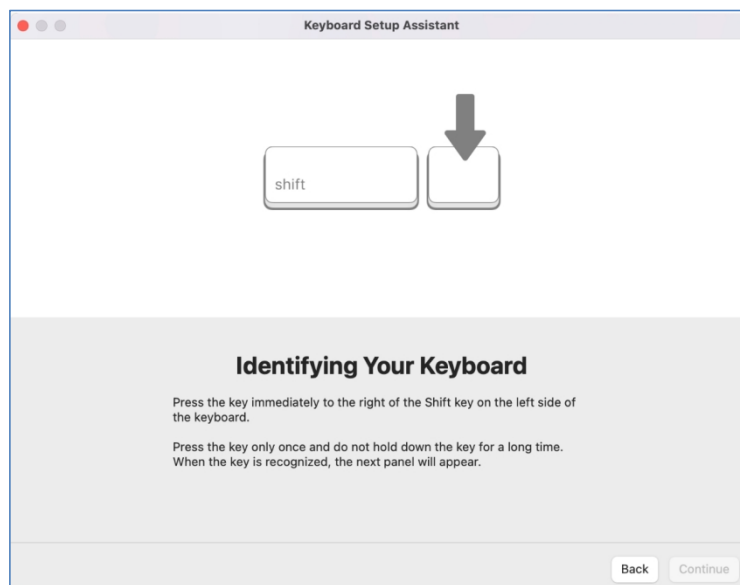 Keyboard Setup Assistant
shift
Identifying Your Keyboard
Press the key immediately to the right of the Shift key on the left side of
the keyboard.
Press the key only once and do not hold down the key for a long time.
When the key is recognized, the next panel will appear.
Back Continue